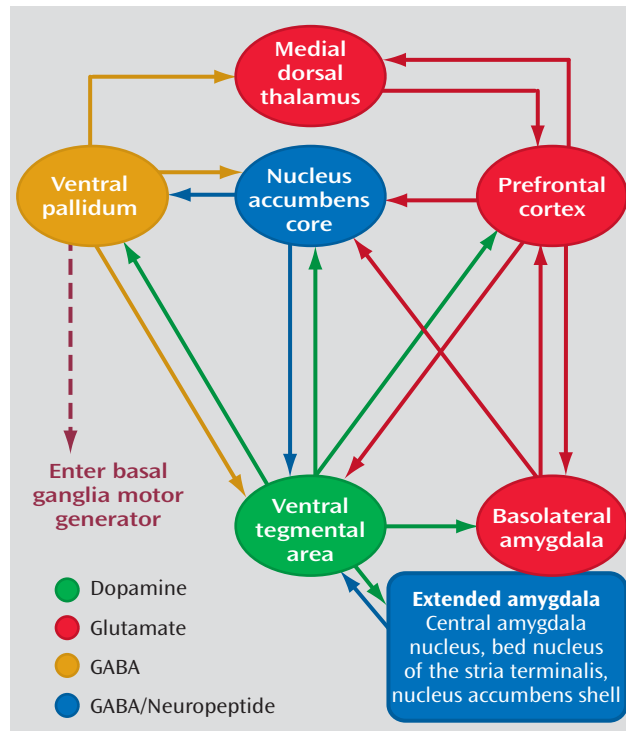 Medial
dorsal
thalamus
Ventral
pallidum
Nucleus
accumbens
core
Prefrontal
cortex
Enter basal
ganglia motor
generator
Ventral
tegmental
area
Basolateral
amygdala
Extended amygdala
Central amygdala
nucleus, bed nucleus
of the stria terminalis,
nucleus accumbens shell
Dopamine
Glutamate
GABA
GABA/Neuropeptide